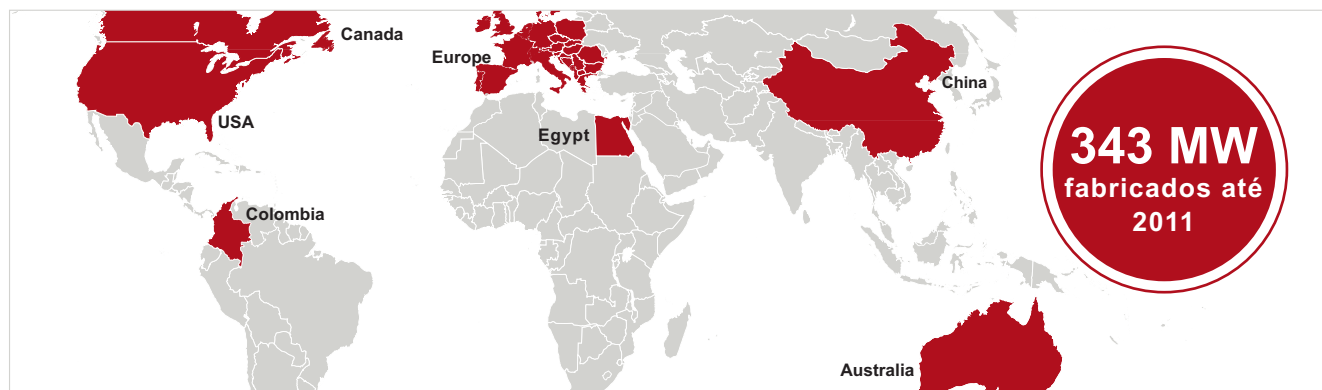 Canada
Europe
China
USA
Egypt
Colombia
Australia
343 MW
fabricados até
2011